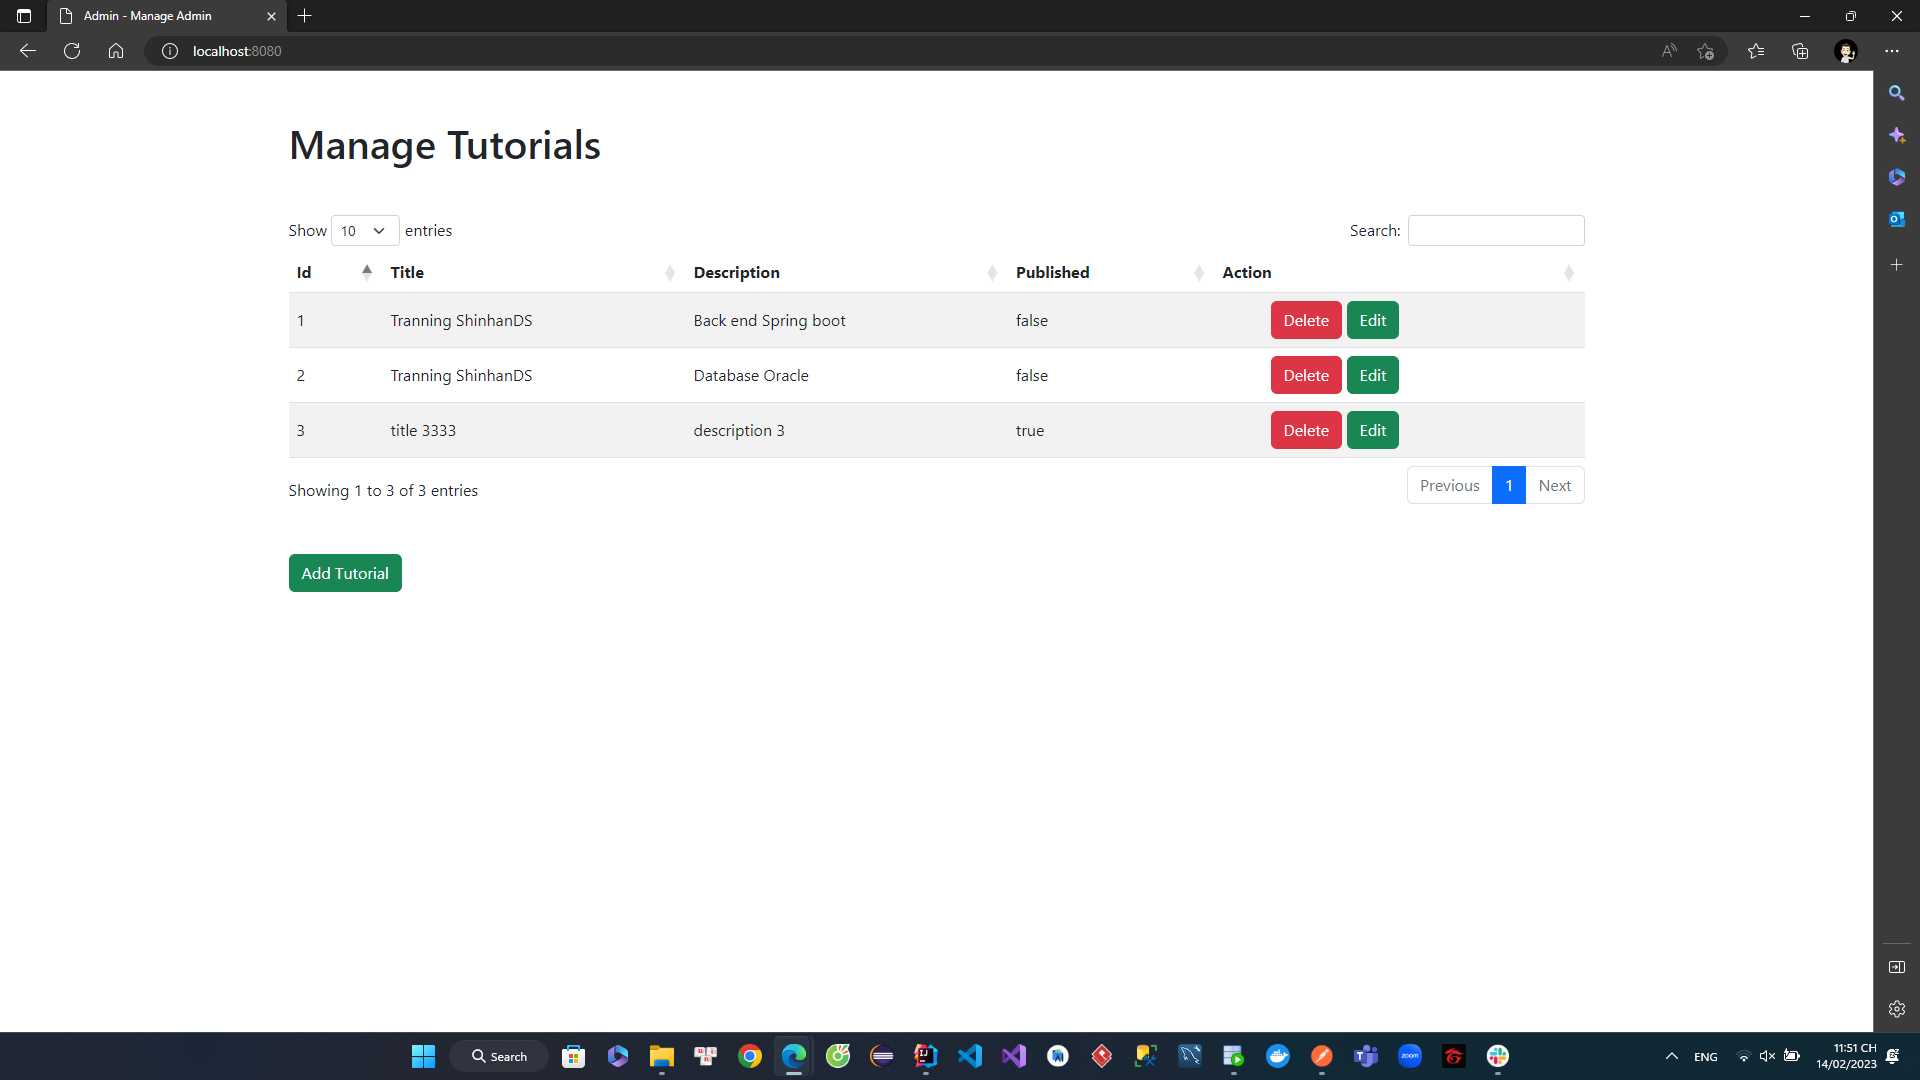 Admin - Manage Admin
localhost:8080
Manage Tutorials
Show 10 entries
Search:
Id Title Description Published Action
1 Tranning ShinhanDS Back end Spring boot false Delete Edit
2 Tranning ShinhanDS Database Oracle false Delete Edit
3 title 3333 description 3 true Delete Edit
Showing 1 to 3 of 3 entries
Previous 1 Next
Add Tutorial
Search
zoom
ENG
11:51 CH
14/02/2023